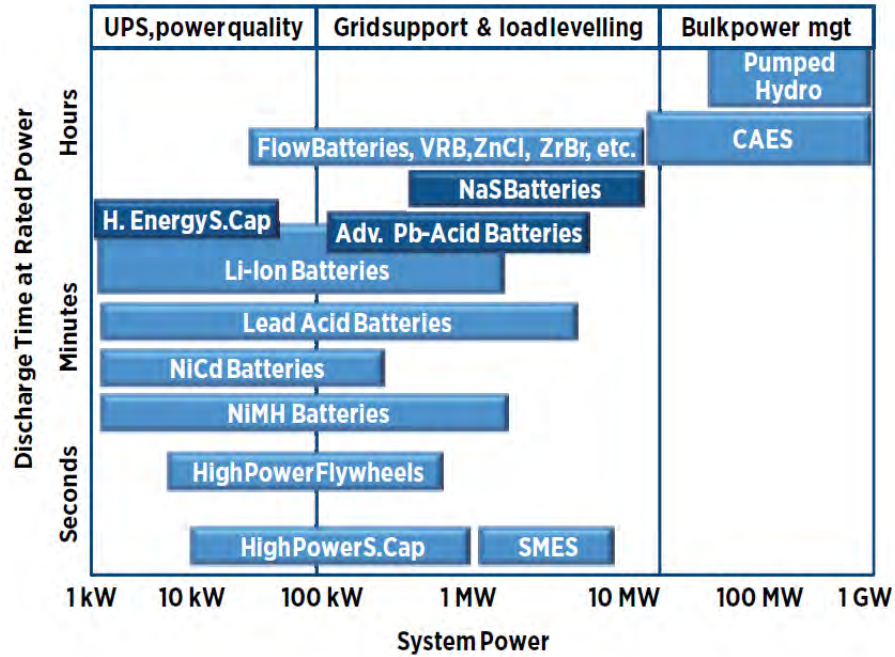 UPS,powerquality
Gridsupport & loadlevelling
Bulkpower mgt
Pumped
Hydro
CAES
FlowBatteries, VRB,ZnCl, ZrBr, etc.
NaSBatteries
H. EnergyS.Cap
Adv. Pb-Acid Batteries
Li-Ion Batteries
Lead Acid Batteries
NiCd Batteries
NiMH Batteries
HighPowerFlywheels
HighPowerS.Cap
SMES
Discharge Time at Rated Power
Hours
Minutes
Seconds
1 kW
10 kW
100 kW
1 MW
10 MW
100 MW
1 GW
System Power